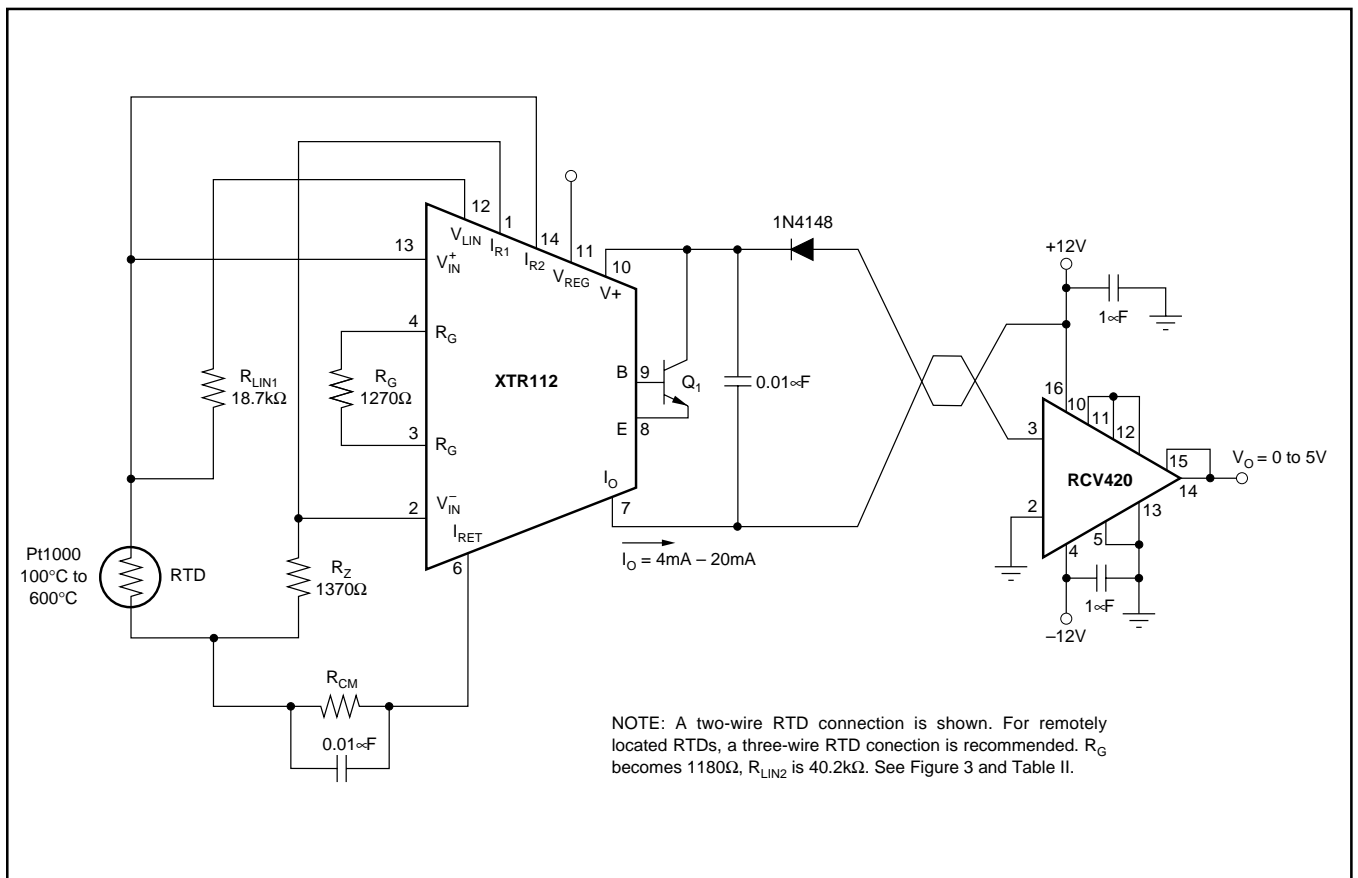 12
1
14
11
10
13
V_LIN
I_R1
I_R2
V_REG
V+
V_IN^+
4
R_G
R_G
1270Ω
3
R_G
XTR112
B
9
E
8
Q_1
I_O
7
2
V_IN^−
I_RET
6
R_LIN1
18.7kΩ
Pt1000
100°C to
600°C
RTD
R_Z
1370Ω
R_CM
0.01∝F
0.01∝F
1N4148
I_O = 4mA – 20mA
+12V
1∝F
16
10
11
12
3
15
RCV420
14
V_O = 0 to 5V
2
13
5
4
1∝F
–12V
NOTE: A two-wire RTD connection is shown. For remotely
located RTDs, a three-wire RTD conection is recommended. R_G
becomes 1180Ω, R_LIN2 is 40.2kΩ. See Figure 3 and Table II.